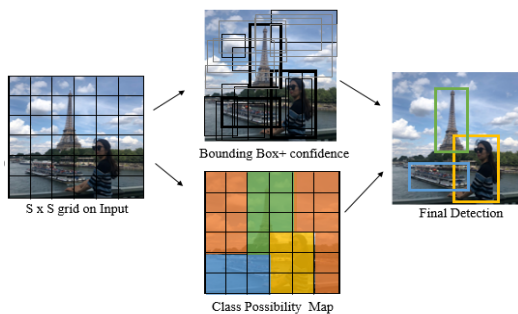 S x S grid on Input
Bounding Box+ confidence
Class Possibility Map
Final Detection